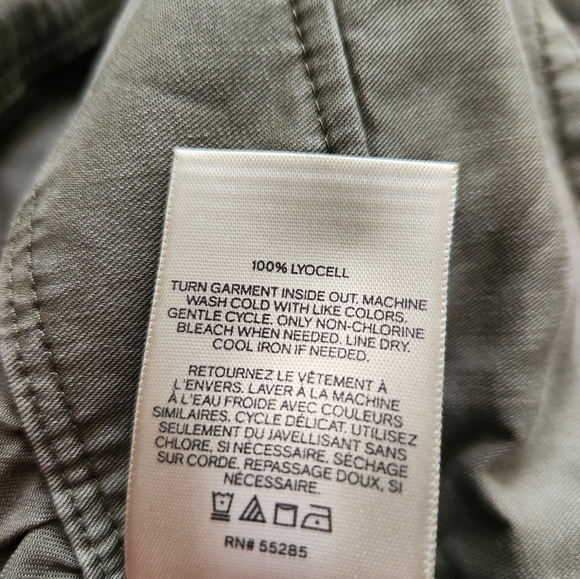 100% LYOCELL
TURN GARMENT INSIDE OUT. MACHINE
WASH COLD WITH LIKE COLORS.
GENTLE CYCLE. ONLY NON-CHLORINE
BLEACH WHEN NEEDED. LINE DRY.
COOL IRON IF NEEDED.
RETOURNEZ LE VÊTEMENT À
L'ENVERS. LAVER À LA MACHINE
À L'EAU FROIDE AVEC COULEURS
SIMILAIRES. CYCLE DÉLICAT. UTILISEZ
SEULEMENT DU JAVELLISANT SANS
CHLORE, SI NÉCESSAIRE. SÉCHAGE
SUR CORDE. REPASSAGE DOUX, SI
NÉCESSAIRE.
RN# 55285